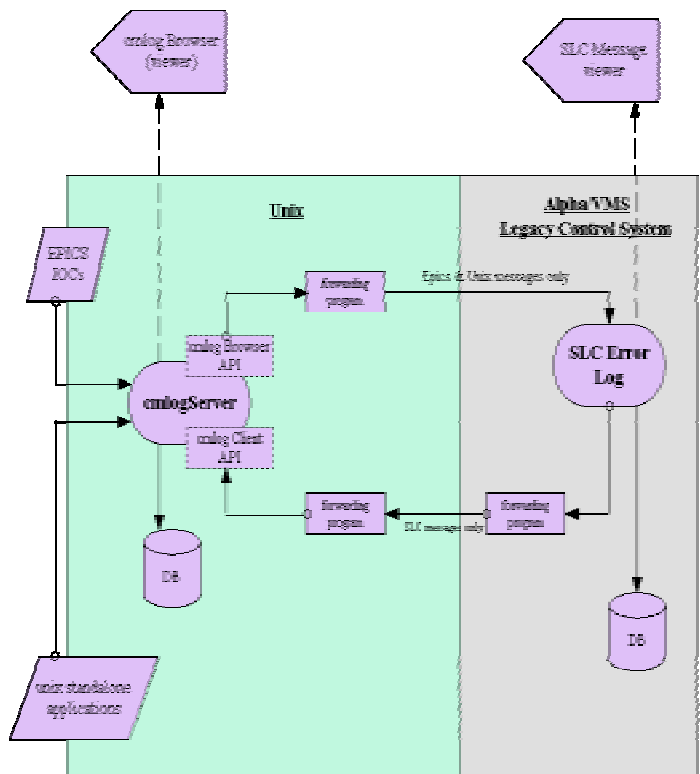 cmlog Browser
(viewer)
SLC Message
viewer
Unix
Alpha/VMS
Legacy Control System
EPICS
IOCs
forwarding
program
Epics & Unix messages only
cmlog Browser
API
SLC Error
Log
cmlogServer
cmlog Client
API
forwarding
program
SLC messages only
forwarding
program
DB
DB
unix standalone
applications